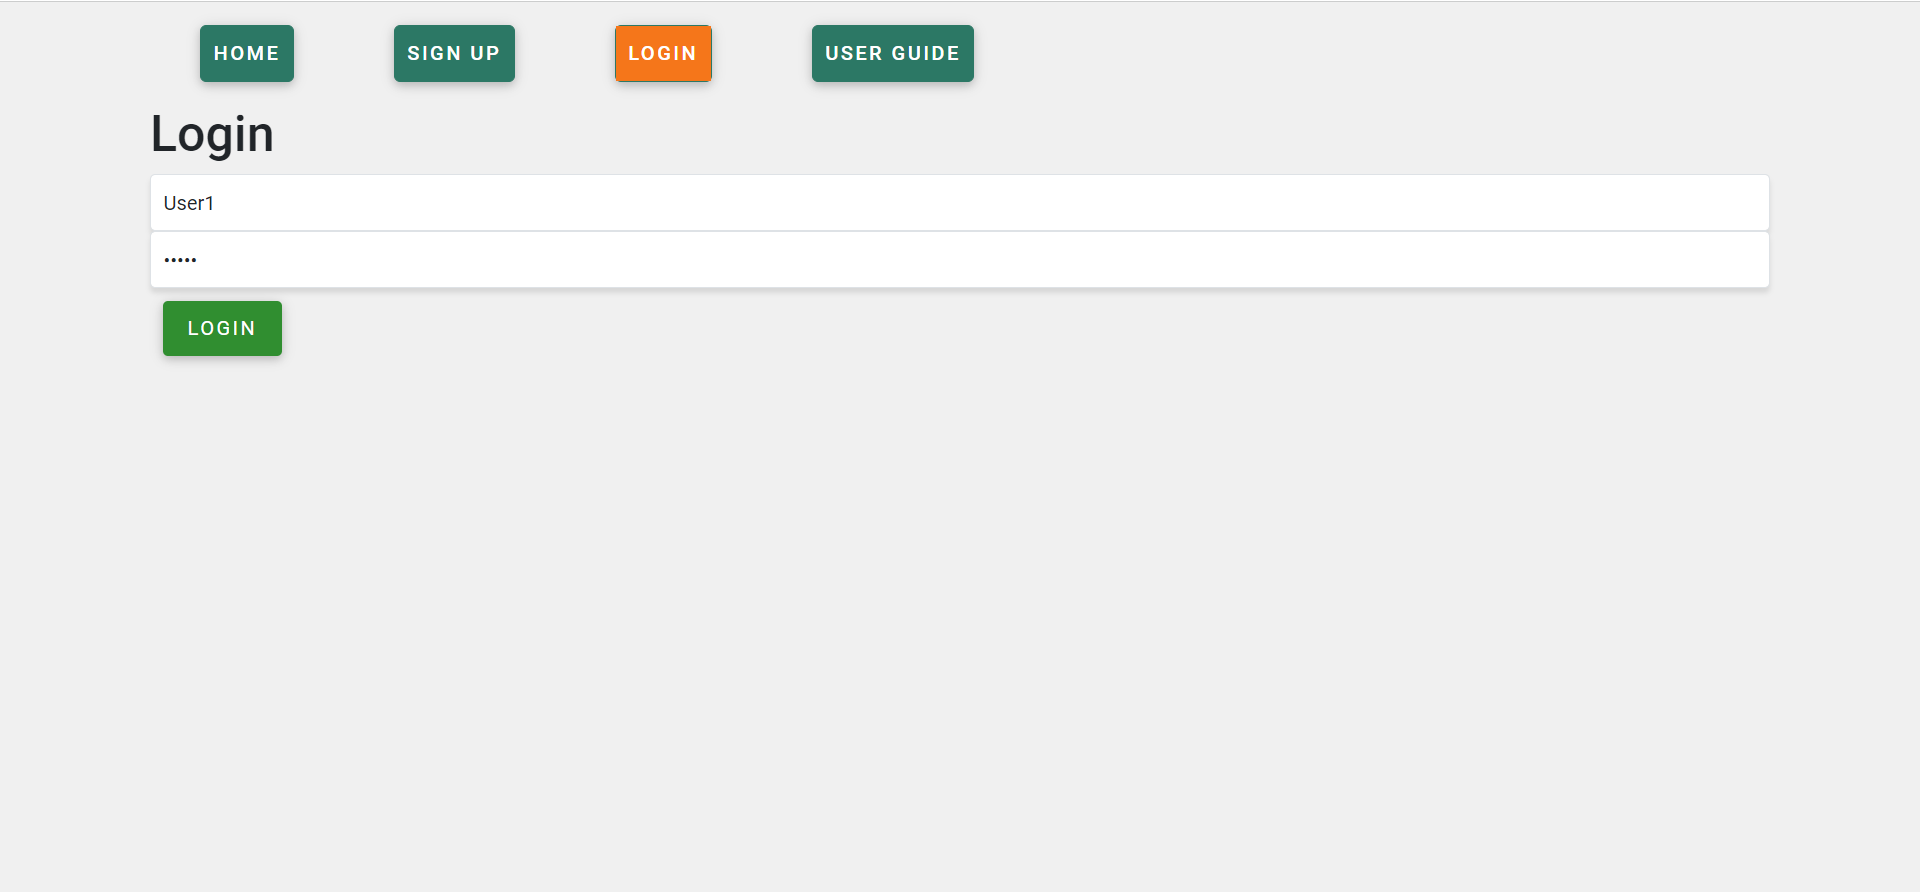 HOME SIGN UP LOGIN USER GUIDE
Login
User1
•••••
LOGIN